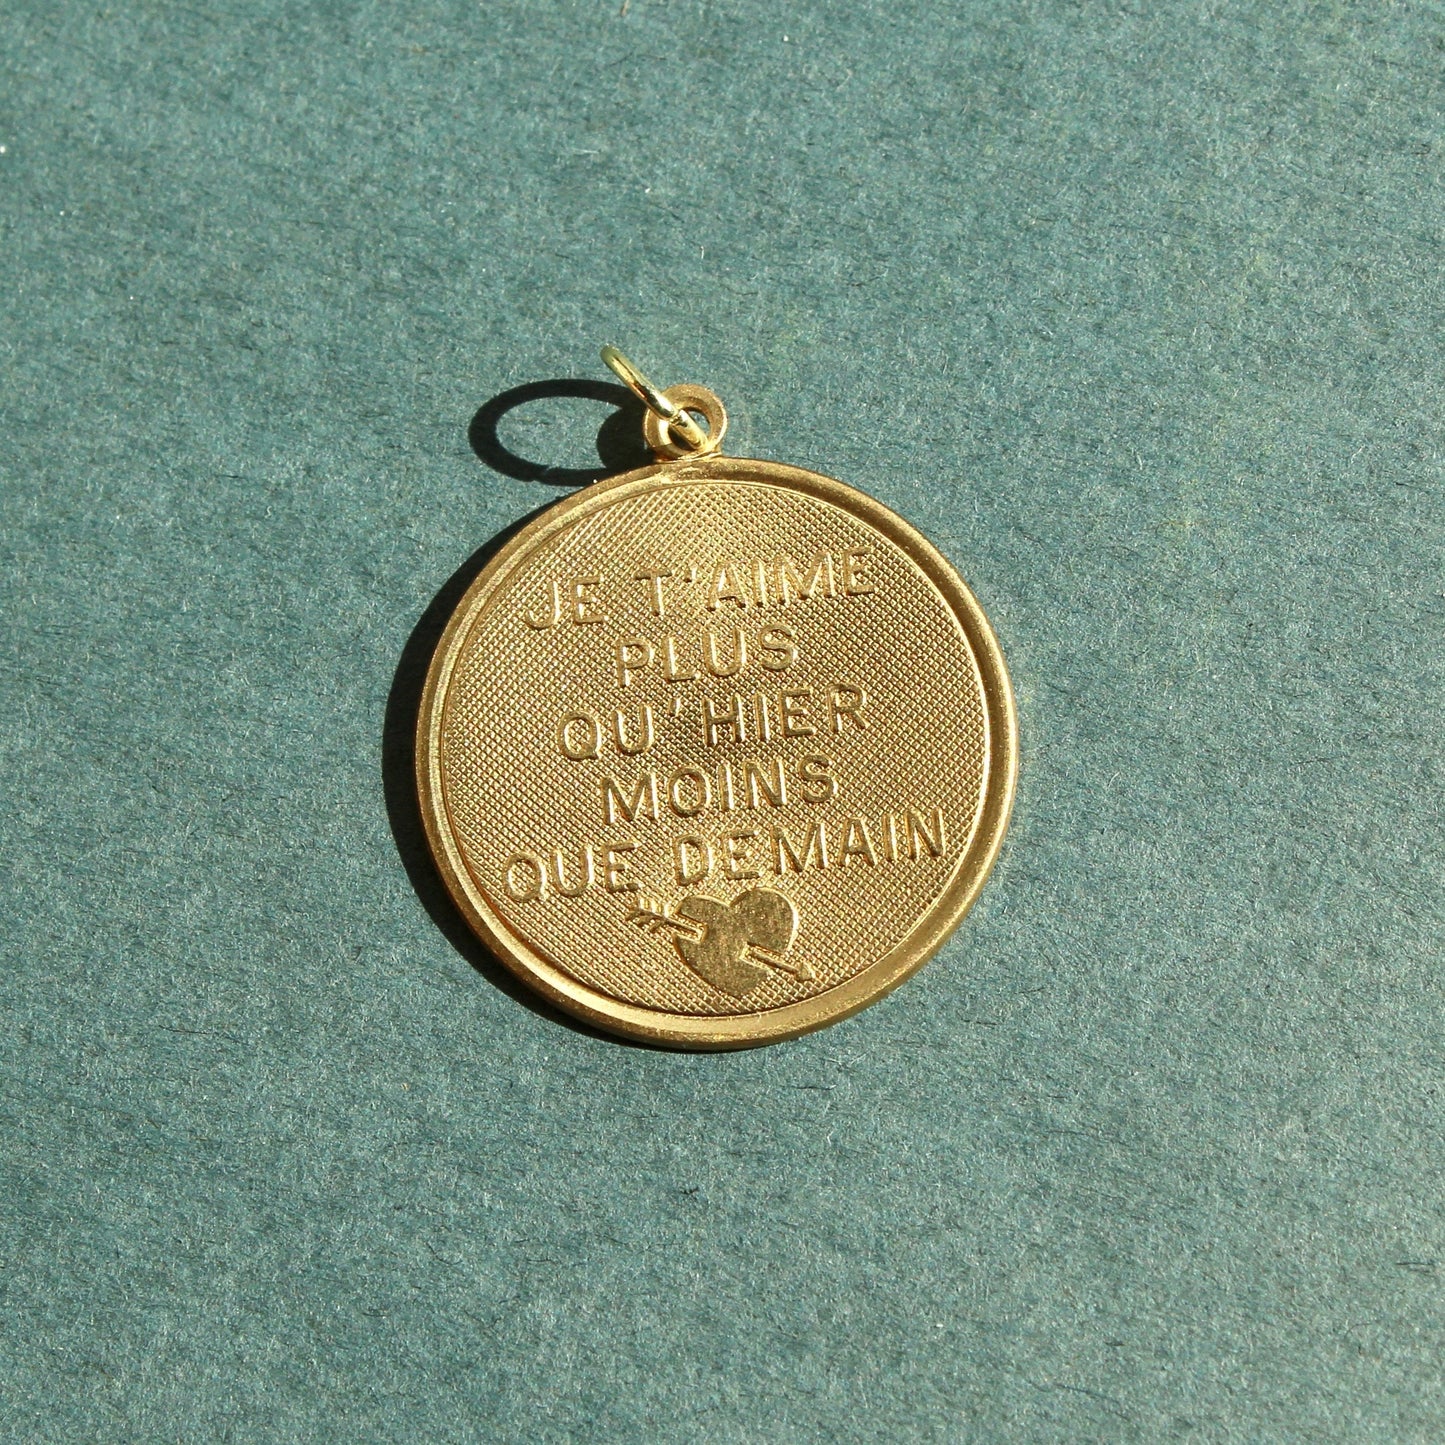 JE T'AIME
PLUS
QU'HIER
MOINS
QUE DEMAIN